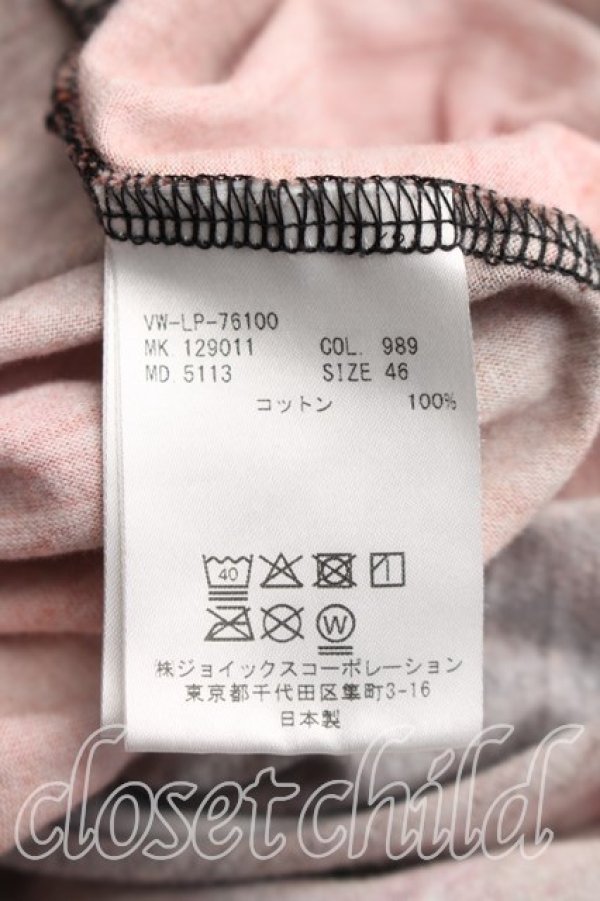 VW-LP-76100
MK 129011 COL. 989
MD 5113 SIZE 46
コットン 100%
40
W
株ジョイックスコーポレーション
東京都千代田区隼町3-16
日本製
closet child